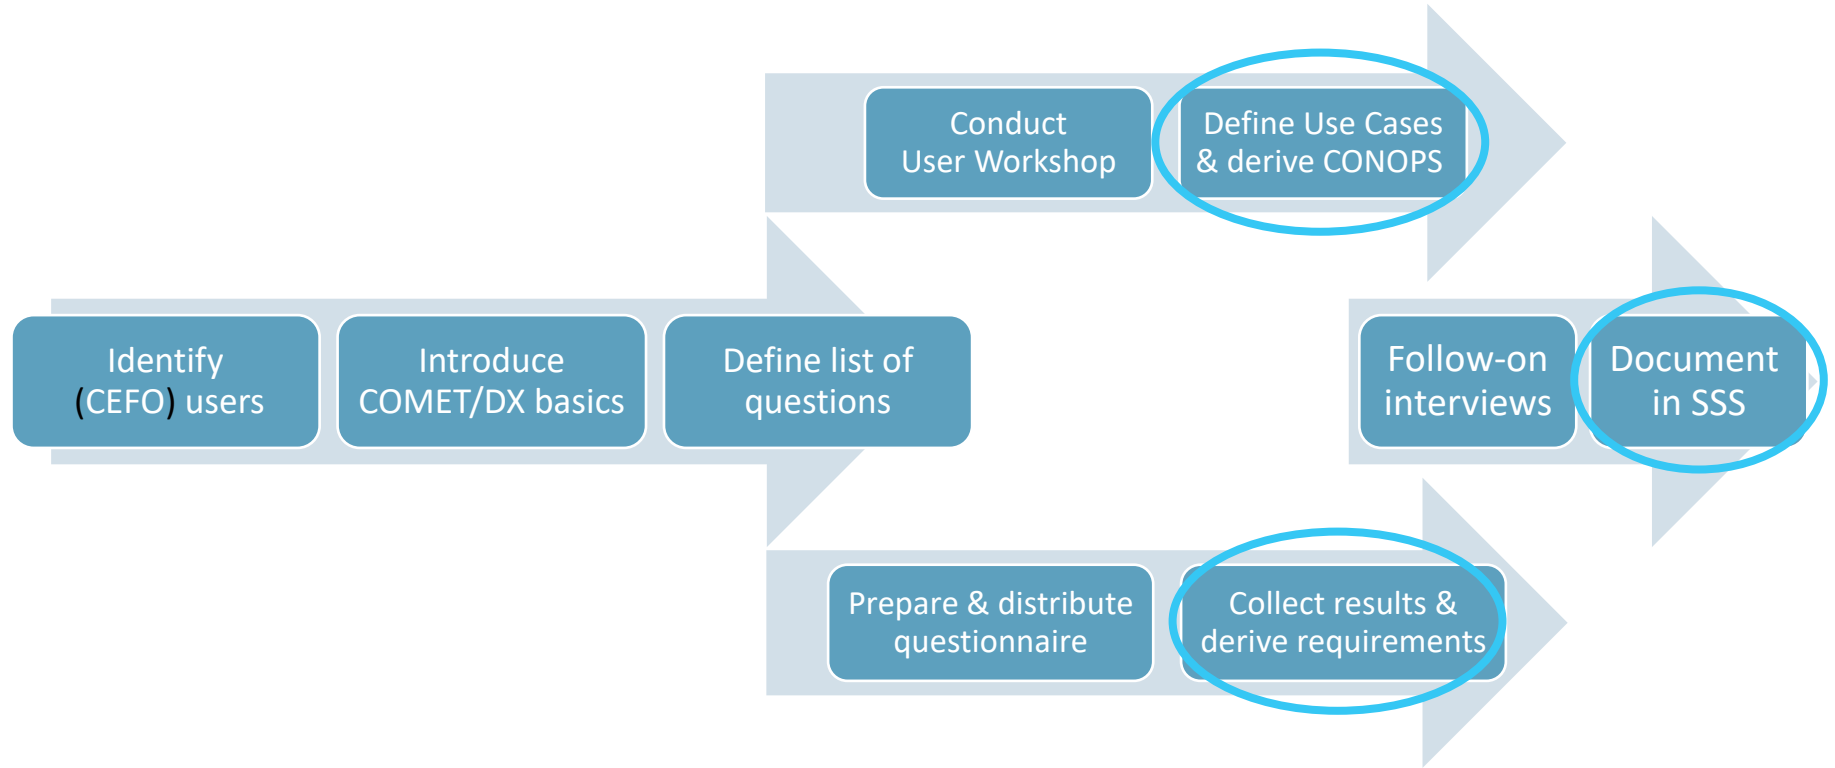 Conduct
User Workshop
Define Use Cases
& derive CONOPS
Identify
(CEFO) users
Introduce
COMET/DX basics
Define list of
questions
Follow-on
interviews
Document
in SSS
Prepare & distribute
questionnaire
Collect results &
derive requirements